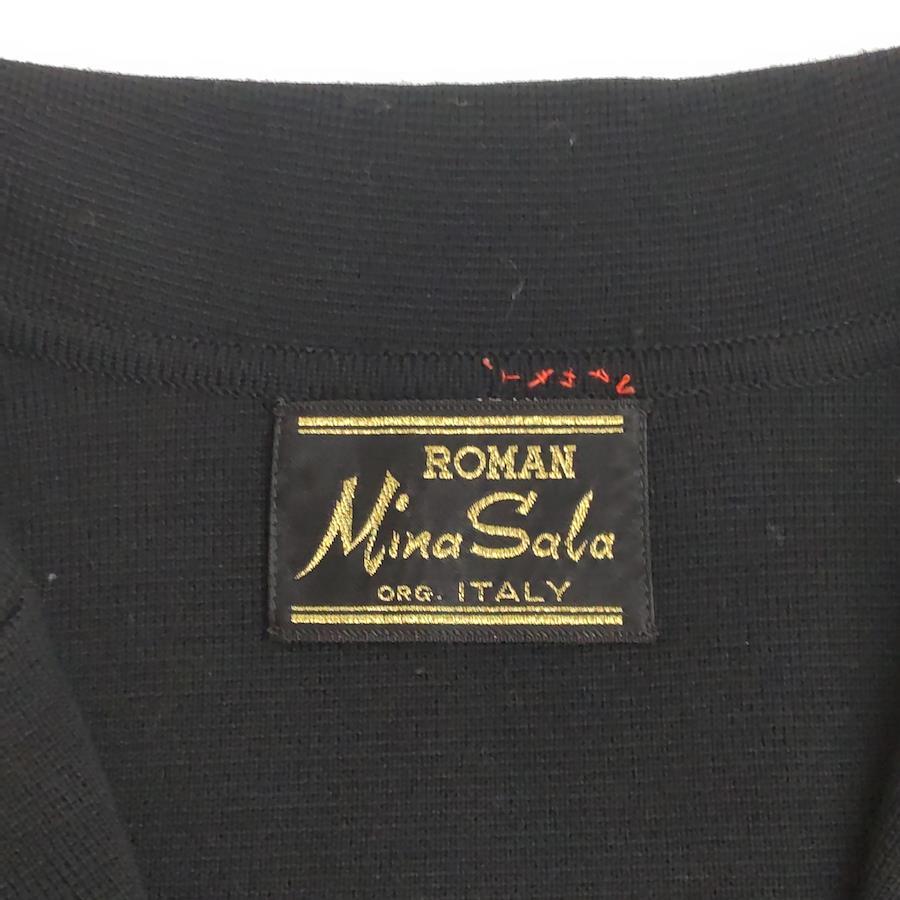 ROMAN
Mina Sala
ORG. ITALY